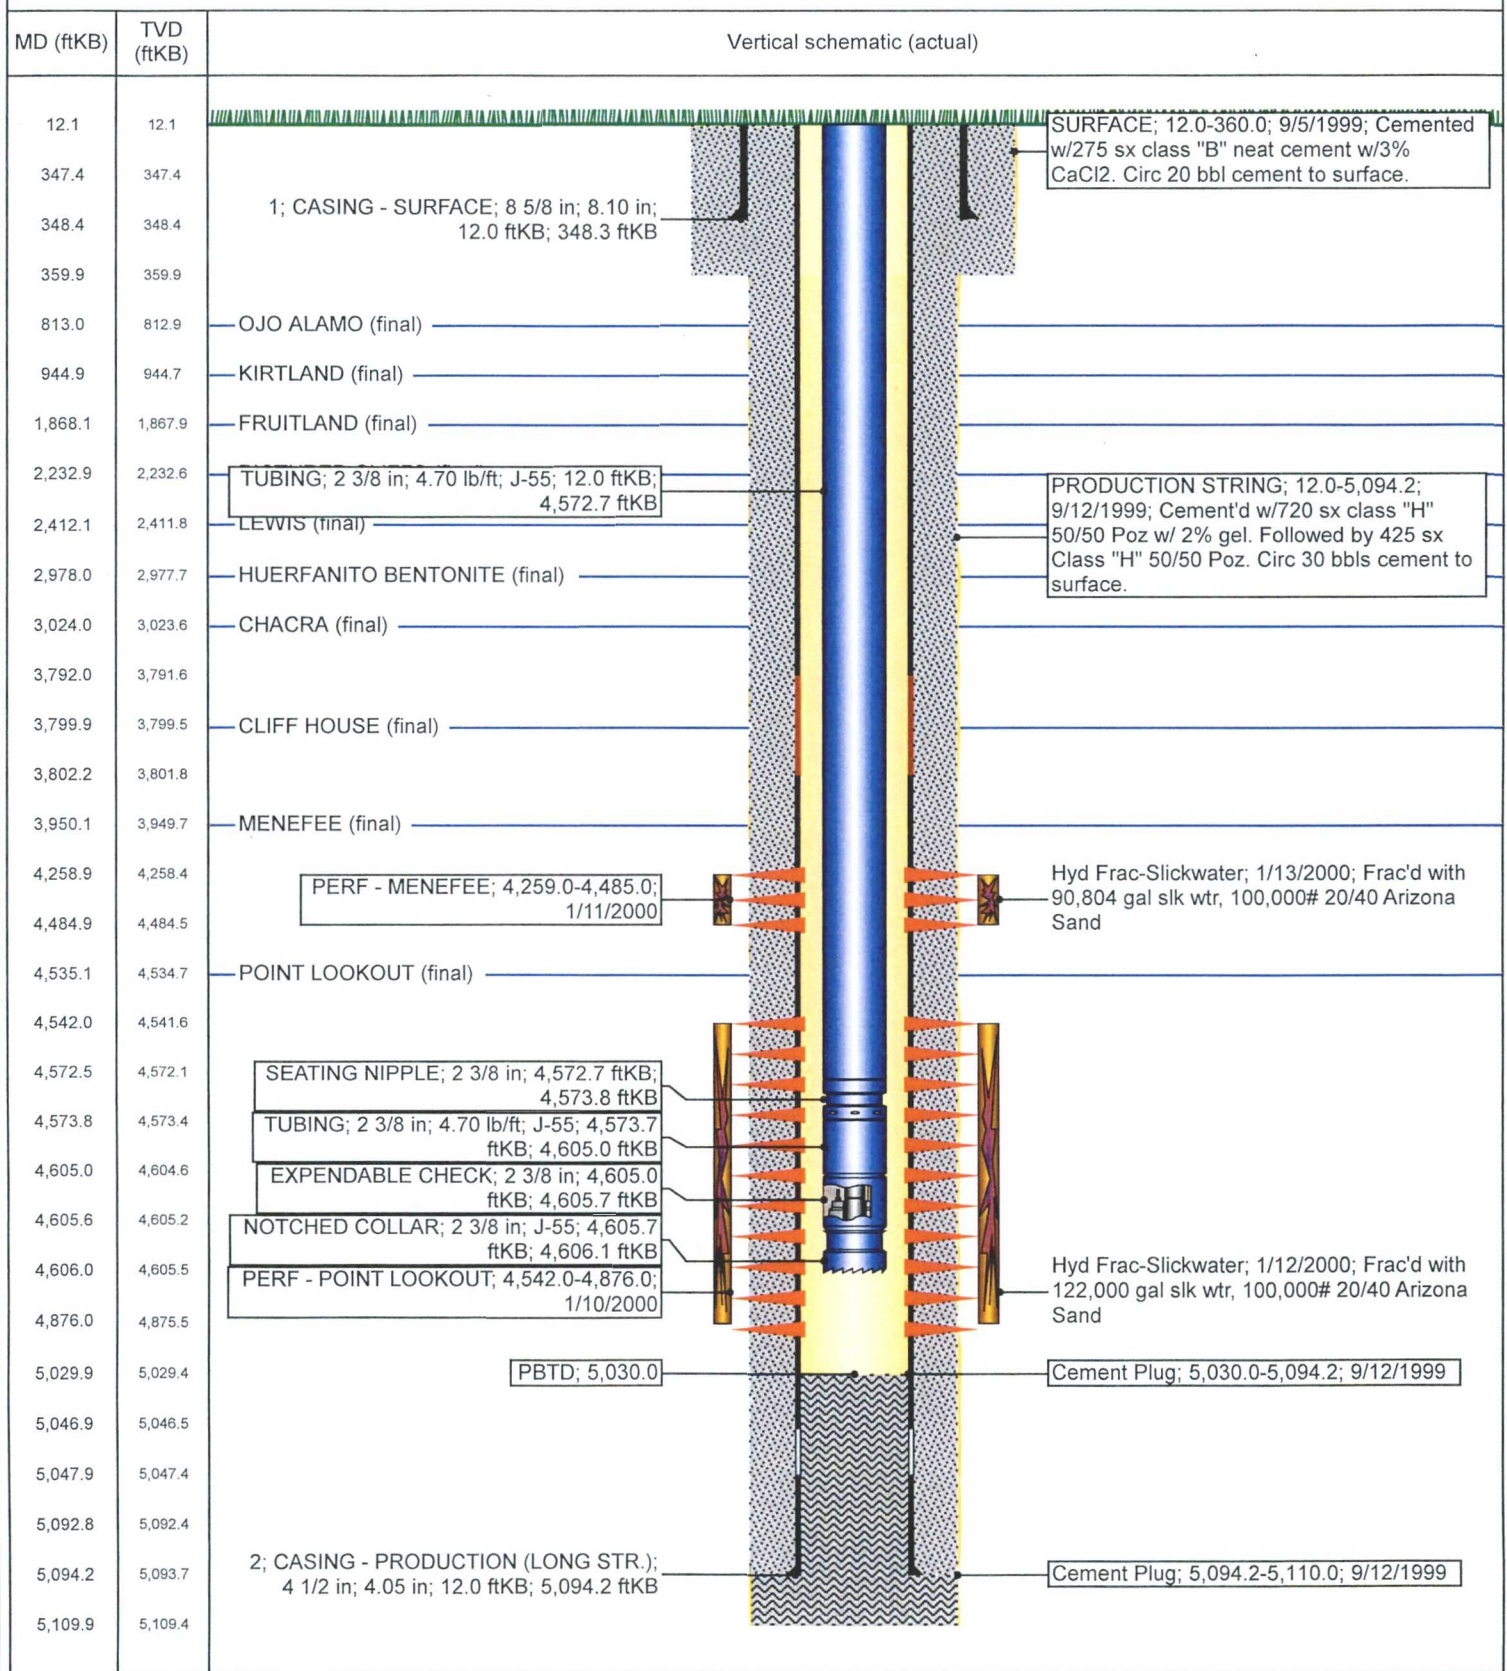 MD (ftKB)
TVD
(ftKB)
Vertical schematic (actual)
12.1 12.1
SURFACE; 12.0-360.0; 9/5/1999; Cemented
w/275 sx class "B" neat cement w/3%
CaCl2. Circ 20 bbl cement to surface.
347.4 347.4
1; CASING - SURFACE; 8 5/8 in; 8.10 in;
12.0 ftKB; 348.3 ftKB
348.4 348.4
359.9 359.9
813.0 812.9 OJO ALAMO (final)
944.9 944.7 KIRTLAND (final)
1,868.1 1,867.9 FRUITLAND (final)
2,232.9 2,232.6
TUBING; 2 3/8 in; 4.70 lb/ft; J-55; 12.0 ftKB;
4,572.7 ftKB
PRODUCTION STRING; 12.0-5,094.2;
9/12/1999; Cement'd w/720 sx class "H"
50/50 Poz w/ 2% gel. Followed by 425 sx
Class "H" 50/50 Poz. Circ 30 bbls cement to
surface.
2,412.1 2,411.8 LEWIS (final)
2,978.0 2,977.7 HUERFANITO BENTONITE (final)
3,024.0 3,023.6 CHACRA (final)
3,792.0 3,791.6
3,799.9 3,799.5 CLIFF HOUSE (final)
3,802.2 3,801.8
3,950.1 3,949.7 MENEFEE (final)
4,258.9 4,258.4
PERF - MENEFEE; 4,259.0-4,485.0;
1/11/2000
Hyd Frac-Slickwater; 1/13/2000; Frac'd with
90,804 gal slk wtr, 100,000# 20/40 Arizona
Sand
4,484.9 4,484.5
4,535.1 4,534.7 POINT LOOKOUT (final)
4,542.0 4,541.6
4,572.5 4,572.1
SEATING NIPPLE; 2 3/8 in; 4,572.7 ftKB;
4,573.8 ftKB
4,573.8 4,573.4
TUBING; 2 3/8 in; 4.70 lb/ft; J-55; 4,573.7
ftKB; 4,605.0 ftKB
4,605.0 4,604.6
EXPENDABLE CHECK; 2 3/8 in; 4,605.0
ftKB; 4,605.7 ftKB
4,605.6 4,605.2
NOTCHED COLLAR; 2 3/8 in; J-55; 4,605.7
ftKB; 4,606.1 ftKB
4,606.0 4,605.5
PERF - POINT LOOKOUT; 4,542.0-4,876.0;
1/10/2000
Hyd Frac-Slickwater; 1/12/2000; Frac'd with
122,000 gal slk wtr, 100,000# 20/40 Arizona
Sand
4,876.0 4,875.5
5,029.9 5,029.4
PBTD; 5,030.0
Cement Plug; 5,030.0-5,094.2; 9/12/1999
5,046.9 5,046.5
5,047.9 5,047.4
5,092.8 5,092.4
2; CASING - PRODUCTION (LONG STR.);
4 1/2 in; 4.05 in; 12.0 ftKB; 5,094.2 ftKB
5,094.2 5,093.7
Cement Plug; 5,094.2-5,110.0; 9/12/1999
5,109.9 5,109.4